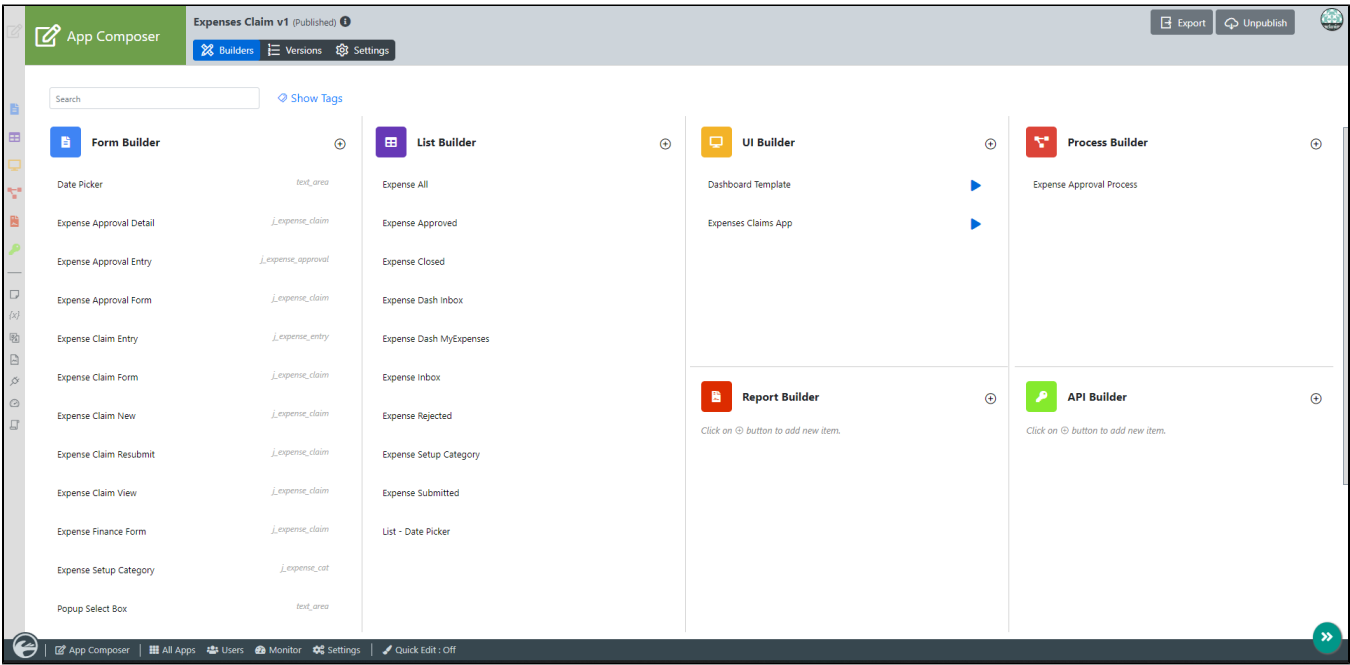 App Composer
Expenses Claim v1 (Published)
Builders Versions Settings
Export Unpublish
Search
Show Tags
Form Builder
Date Picker text_area
Expense Approval Detail j_expense_claim
Expense Approval Entry j_expense_approval
Expense Approval Form j_expense_claim
Expense Claim Entry j_expense_entry
Expense Claim Form j_expense_claim
Expense Claim New j_expense_claim
Expense Claim Resubmit j_expense_claim
Expense Claim View j_expense_claim
Expense Finance Form j_expense_claim
Expense Setup Category j_expense_cat
Popup Select Box text_area
List Builder
Expense All
Expense Approved
Expense Closed
Expense Dash Inbox
Expense Dash MyExpenses
Expense Inbox
Expense Rejected
Expense Setup Category
Expense Submitted
List - Date Picker
UI Builder
Dashboard Template
Expenses Claims App
Process Builder
Expense Approval Process
Report Builder
Click on ⊕ button to add new item.
API Builder
Click on ⊕ button to add new item.
App Composer All Apps Users Monitor Settings Quick Edit : Off